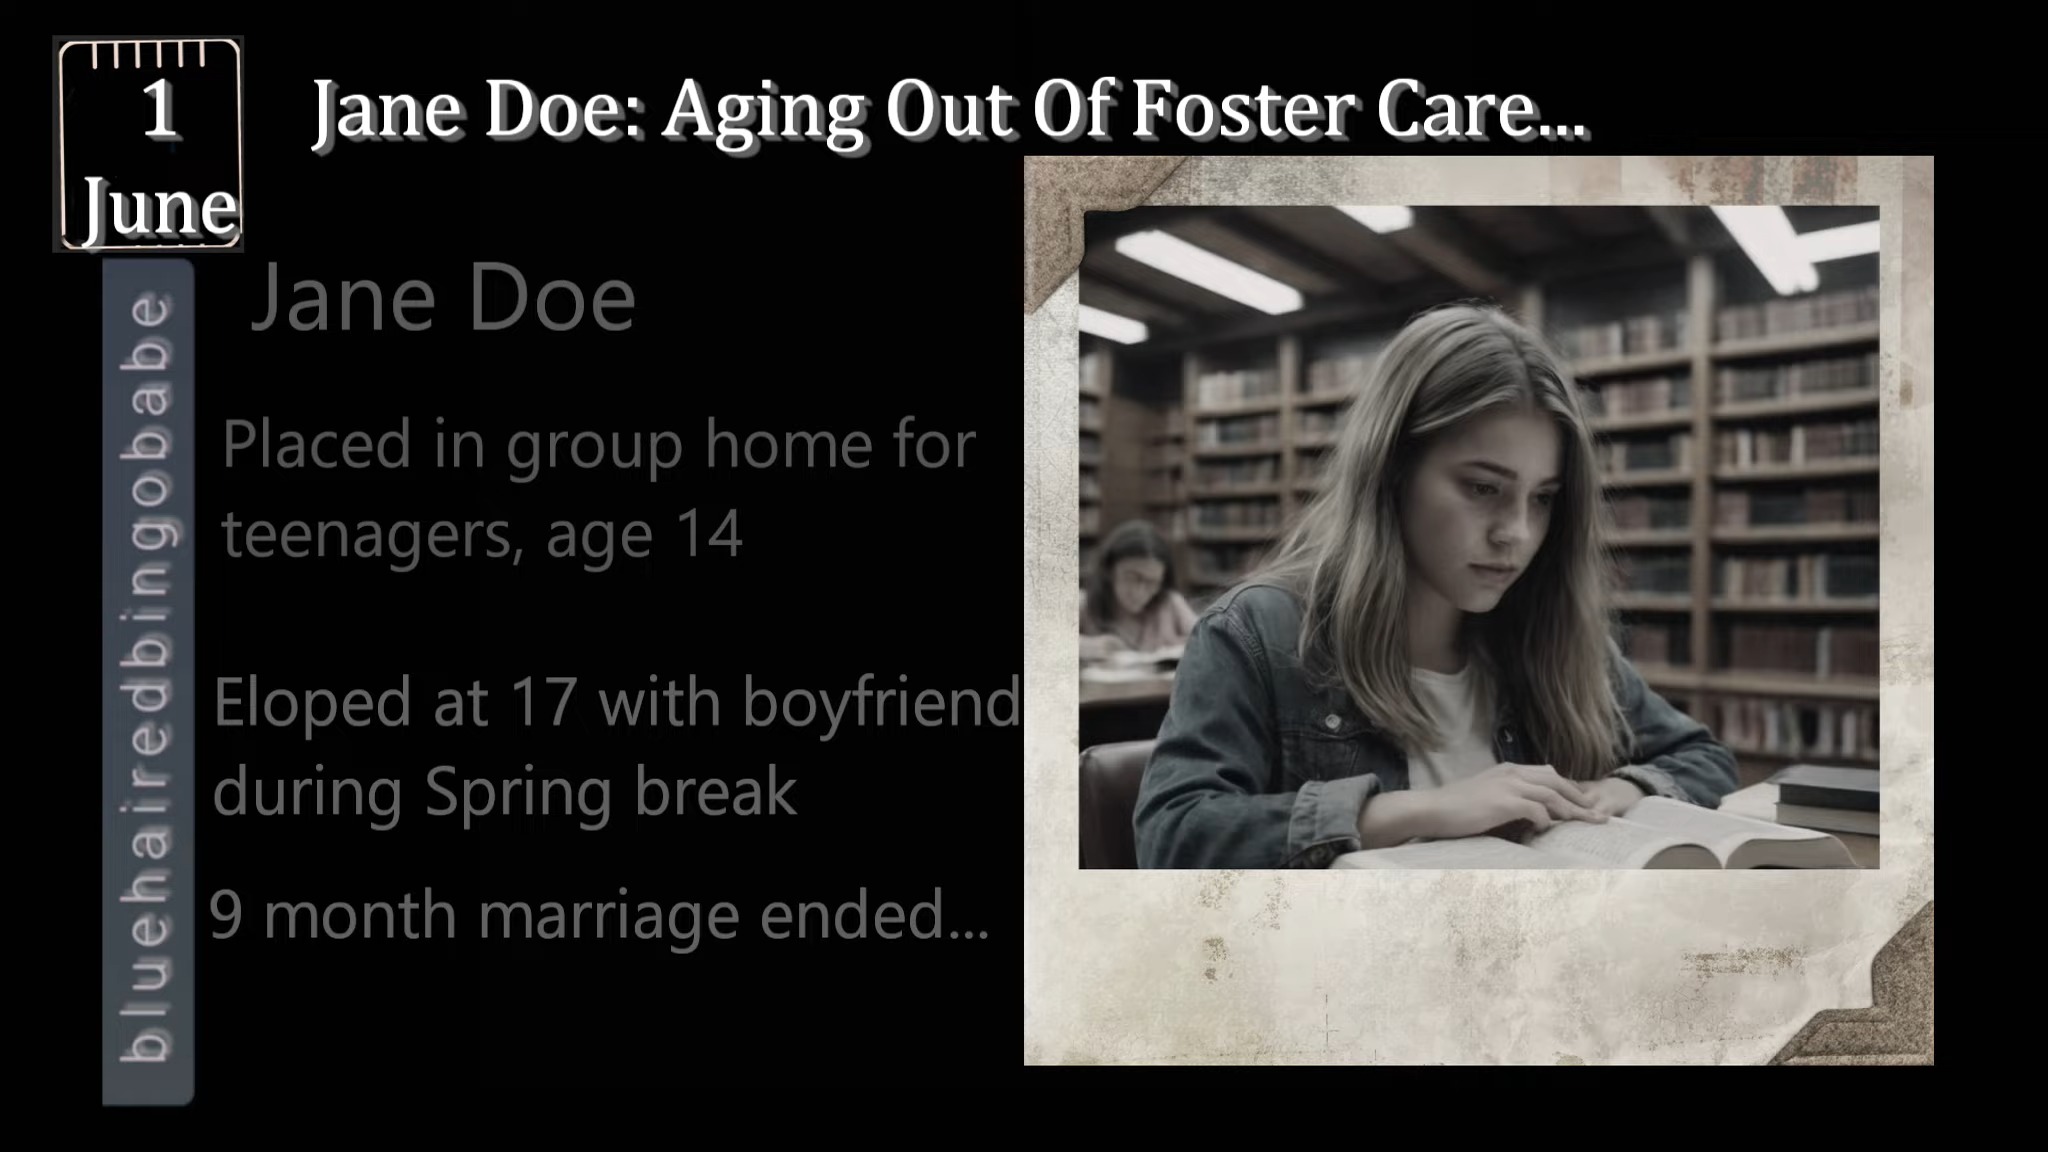 1
June
Jane Doe: Aging Out Of Foster Care...
bluehairedbingobabe
Jane Doe
Placed in group home for
teenagers, age 14
Eloped at 17 with boyfriend
during Spring break
9 month marriage ended...